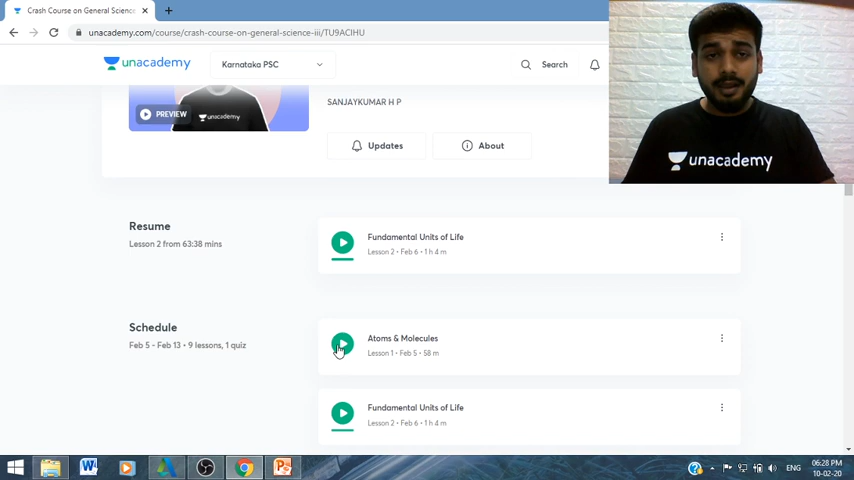 Crash Course on General Science
unacademy.com/course/crash-course-on-general-science-iii/TU9ACIHU
unacademy
Karnataka PSC
Search
SANJAYKUMAR H P
PREVIEW
unacademy
Updates
About
unacademy
Resume
Lesson 2 from 63:38 mins
Fundamental Units of Life
Lesson 2 • Feb 6 • 1 h 4 m
Schedule
Feb 5 - Feb 13 • 9 lessons, 1 quiz
Atoms & Molecules
Lesson 1 • Feb 5 • 58 m
Fundamental Units of Life
Lesson 2 • Feb 6 • 1 h 4 m
ENG
06:28 PM
10-02-20